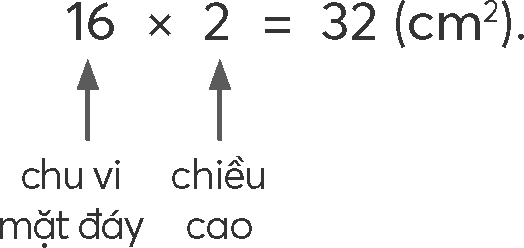 16 × 2 = 32 (cm²).
chu vi chiều
mặt đáy cao